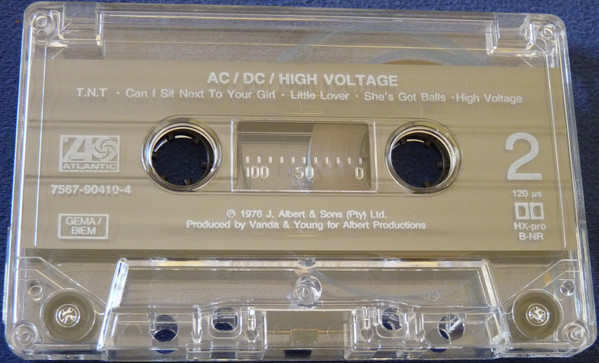 AC / DC / HIGH VOLTAGE
T.N.T • Can I Sit Next To Your Girl • Little Lover • She's Got Balls • High Voltage
ATLANTIC
7567-90410-4
GEMA/
BIEM
100 50 0
℗ 1976 J. Albert & Sons (Pty) Ltd.
Produced by Vanda & Young for Albert Productions
2
120 µs
HX-pro
B-NR